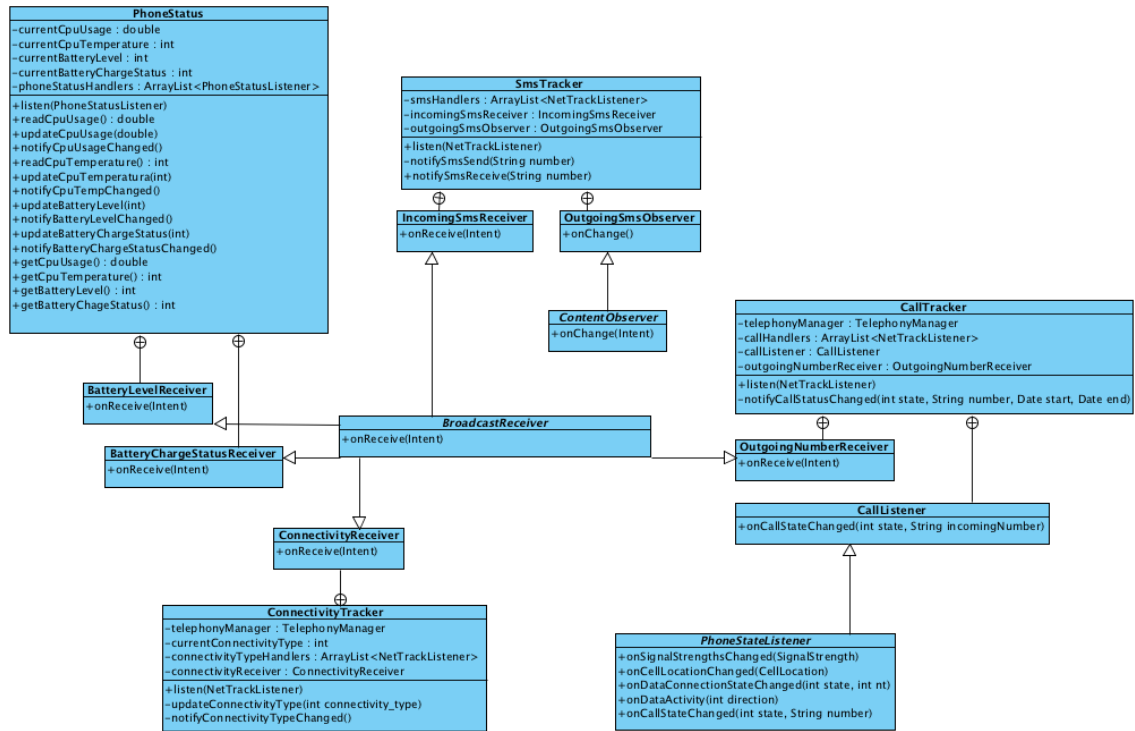 PhoneStatus
-currentCpuUsage : double
-currentCpuTemperature : int
-currentBatteryLevel : int
-currentBatteryChargeStatus : int
-phoneStatusHandlers : ArrayList<PhoneStatusListener>
+listen(PhoneStatusListener)
+readCpuUsage() : double
+updateCpuUsage(double)
+notifyCpuUsageChanged()
+readCpuTemperature() : int
+updateCpuTemperatura(int)
+notifyCpuTempChanged()
+updateBatteryLevel(int)
+notifyBatteryLevelChanged()
+updateBatteryChargeStatus(int)
+notifyBatteryChargeStatusChanged()
+getCpuUsage() : double
+getCpuTemperature() : int
+getBatteryLevel() : int
+getBatteryChageStatus() : int
SmsTracker
-smsHandlers : ArrayList<NetTrackListener>
-incomingSmsReceiver : IncomingSmsReceiver
-outgoingSmsObserver : OutgoingSmsObserver
+listen(NetTrackListener)
-notifySmsSend(String number)
+notifySmsReceive(String number)
IncomingSmsReceiver
+onReceive(Intent)
OutgoingSmsObserver
+onChange()
ContentObserver
+onChange(Intent)
CallTracker
-telephonyManager : TelephonyManager
-callHandlers : ArrayList<NetTrackListener>
-callListener : CallListener
-outgoingNumberReceiver : OutgoingNumberReceiver
+listen(NetTrackListener)
-notifyCallStatusChanged(int state, String number, Date start, Date end)
BatteryLevelReceiver
+onReceive(Intent)
BroadcastReceiver
+onReceive(Intent)
BatteryChargeStatusReceiver
+onReceive(Intent)
OutgoingNumberReceiver
+onReceive(Intent)
CallListener
+onCallStateChanged(int state, String incomingNumber)
ConnectivityReceiver
+onReceive(Intent)
ConnectivityTracker
-telephonyManager : TelephonyManager
-currentConnectivityType : int
-connectivityTypeHandlers : ArrayList<NetTrackListener>
-connectivityReceiver : ConnectivityReceiver
+listen(NetTrackListener)
-updateConnectivityType(int connectivity_type)
-notifyConnectivityTypeChanged()
PhoneStateListener
+onSignalStrengthsChanged(SignalStrength)
+onCellLocationChanged(CellLocation)
+onDataConnectionStateChanged(int state, int nt)
+onDataActivity(int direction)
+onCallStateChanged(int state, String number)